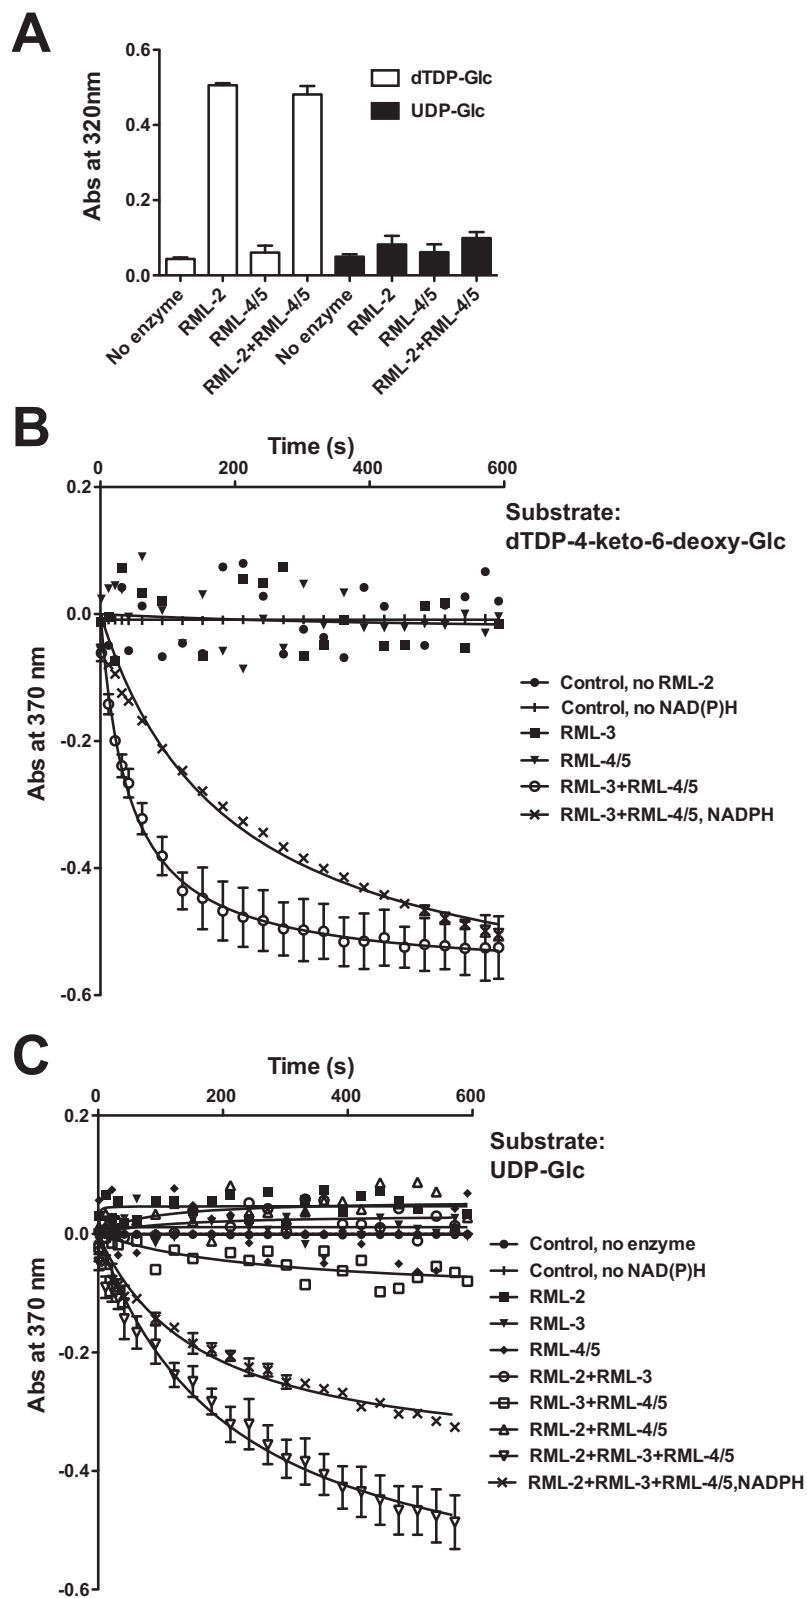 A
0.6
0.4
0.2
0.0
Abs at 320nm
dTDP-Glc
UDP-Glc
No enzyme
RML-2
RML-4/5
RML-2+RML-4/5
No enzyme
RML-2
RML-4/5
RML-2+RML-4/5
B
Time (s)
0 200 400 600
0.2
0.0
-0.2
-0.4
-0.6
Abs at 370 nm
Substrate:
dTDP-4-keto-6-deoxy-Glc
Control, no RML-2
Control, no NAD(P)H
RML-3
RML-4/5
RML-3+RML-4/5
RML-3+RML-4/5, NADPH
C
Time (s)
0 200 400 600
0.2
0.0
-0.2
-0.4
-0.6
Abs at 370 nm
Substrate:
UDP-Glc
Control, no enzyme
Control, no NAD(P)H
RML-2
RML-3
RML-4/5
RML-2+RML-3
RML-3+RML-4/5
RML-2+RML-4/5
RML-2+RML-3+RML-4/5
RML-2+RML-3+RML-4/5,NADPH